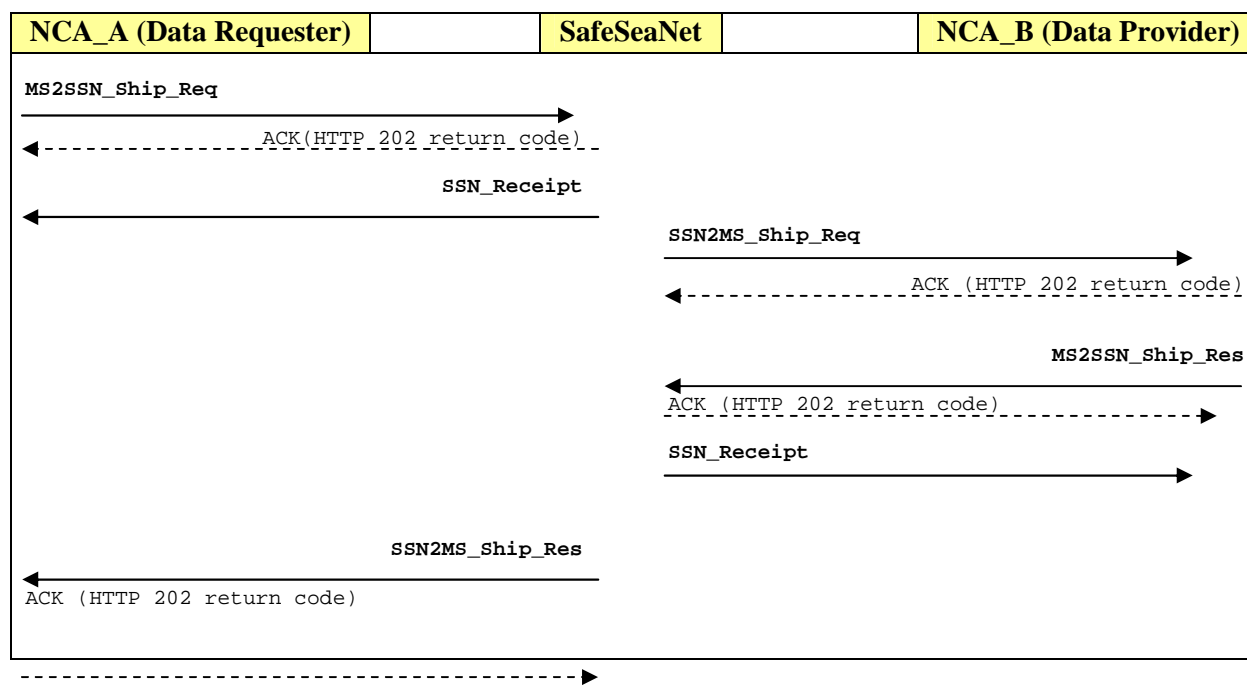 NCA_A (Data Requester) SafeSeaNet NCA_B (Data Provider)
MS2SSN_Ship_Req
ACK(HTTP 202 return code)
SSN_Receipt
SSN2MS_Ship_Req
ACK (HTTP 202 return code)
MS2SSN_Ship_Res
ACK (HTTP 202 return code)
SSN_Receipt
SSN2MS_Ship_Res
ACK (HTTP 202 return code)